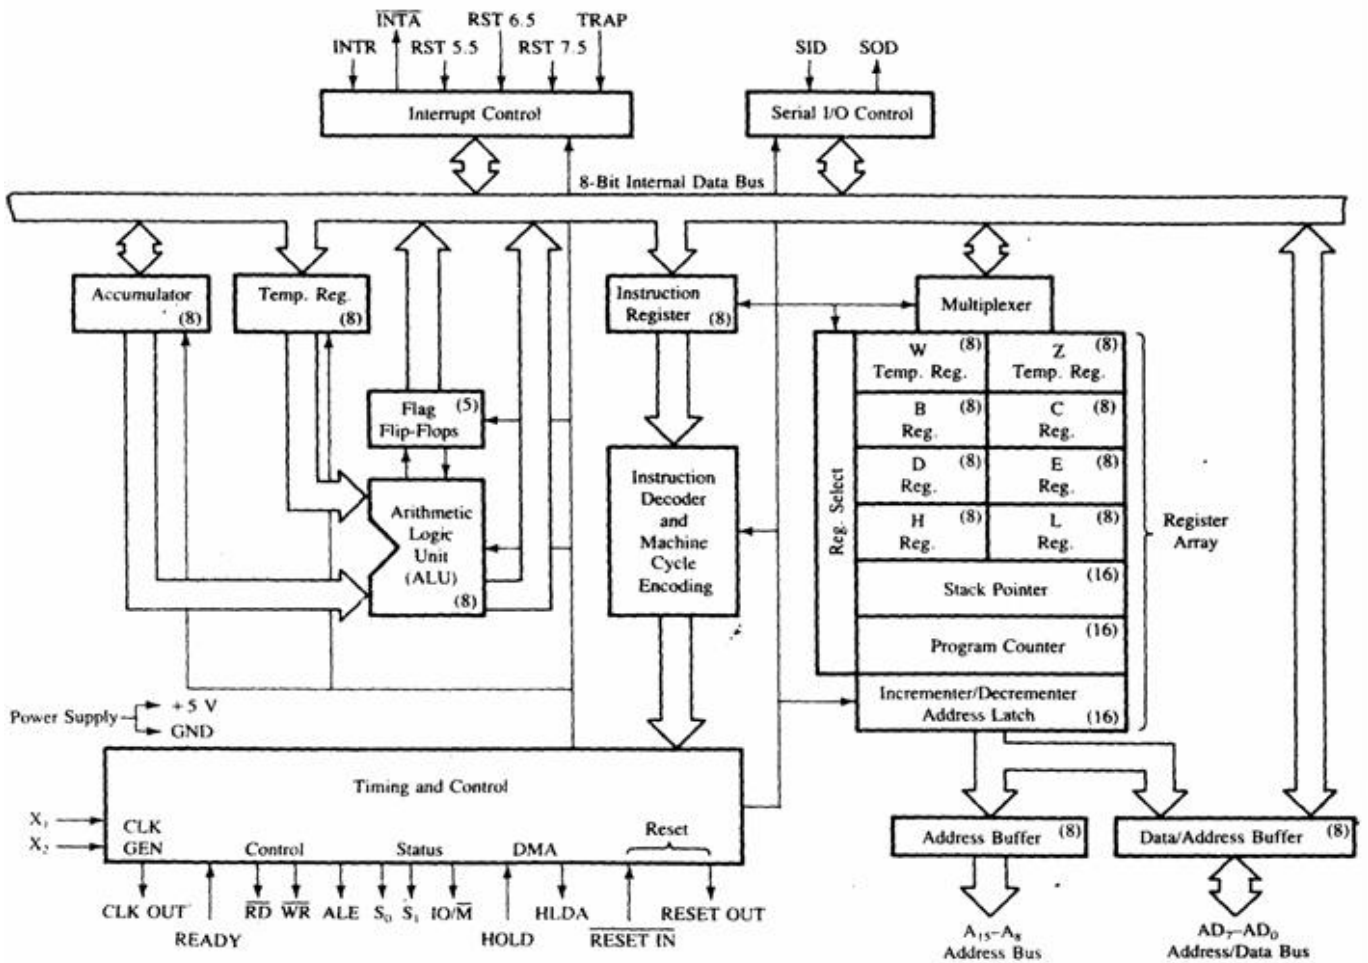 INTA RST 6.5 TRAP
INTR RST 5.5 RST 7.5 SID SOD
Interrupt Control Serial I/O Control
8-Bit Internal Data Bus
Accumulator (8)
Temp. Reg. (8)
Instruction
Register (8)
Multiplexer
W (8)
Temp. Reg.
Z (8)
Temp. Reg.
Flag (5)
Flip-Flops
B (8)
Reg.
C (8)
Reg.
D (8)
Reg.
E (8)
Reg.
H (8)
Reg.
L (8)
Reg.
Reg. Select
Register
Array
Arithmetic
Logic
Unit
(ALU)
(8)
Instruction
Decoder
and
Machine
Cycle
Encoding
Stack Pointer (16)
Program Counter (16)
Incrementer/Decrementer
Address Latch (16)
Power Supply
+5 V
GND
Timing and Control
X₁
X₂
CLK
GEN
Control Status DMA Reset
Address Buffer (8)
Data/Address Buffer (8)
CLK OUT RD WR ALE S₀ S₁ IO/M HLDA RESET OUT
READY HOLD RESET IN
A₁₅–A₈
Address Bus
AD₇–AD₀
Address/Data Bus